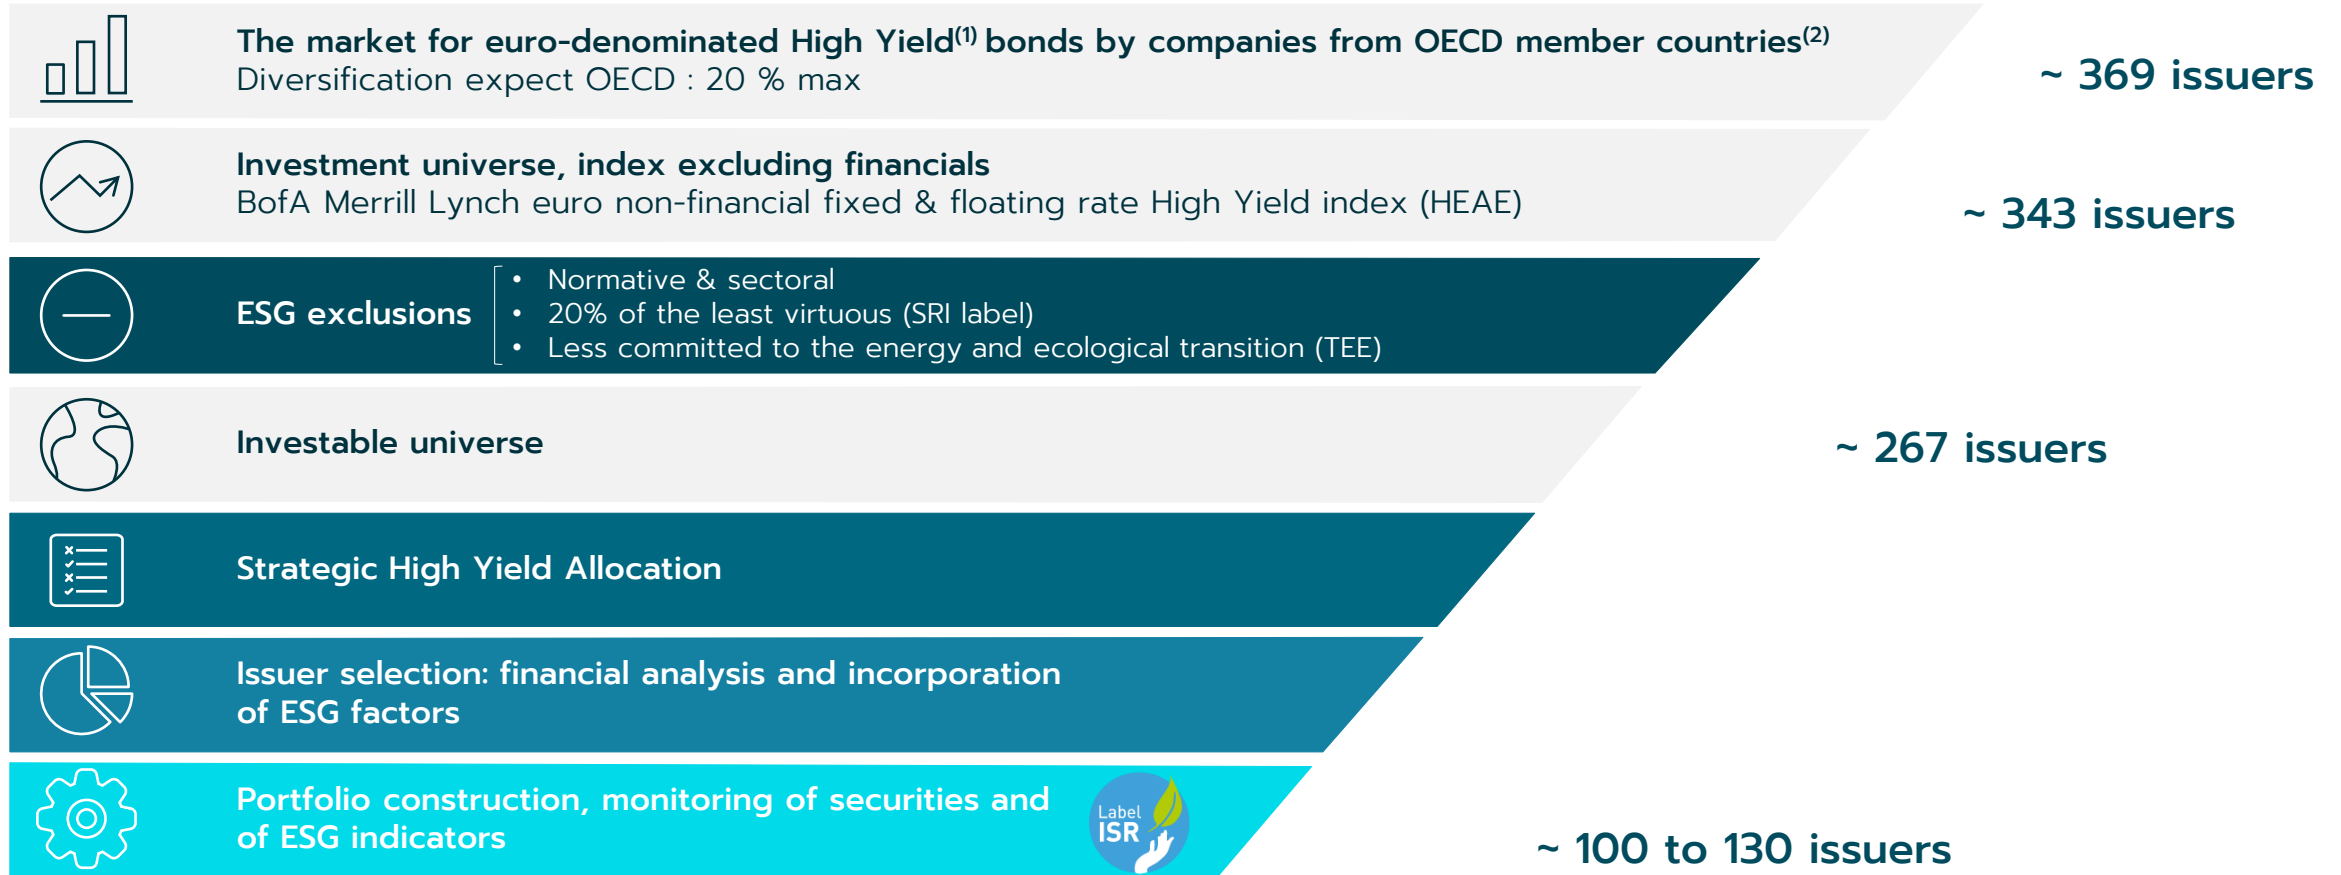 The market for euro-denominated High Yield(1) bonds by companies from OECD member countries(2)
Diversification expect OECD : 20 % max
~ 369 issuers
Investment universe, index excluding financials
BofA Merrill Lynch euro non-financial fixed & floating rate High Yield index (HEAE)
~ 343 issuers
ESG exclusions
• Normative & sectoral
• 20% of the least virtuous (SRI label)
• Less committed to the energy and ecological transition (TEE)
Investable universe
~ 267 issuers
Strategic High Yield Allocation
Issuer selection: financial analysis and incorporation
of ESG factors
Portfolio construction, monitoring of securities and
of ESG indicators
Label
ISR
~ 100 to 130 issuers